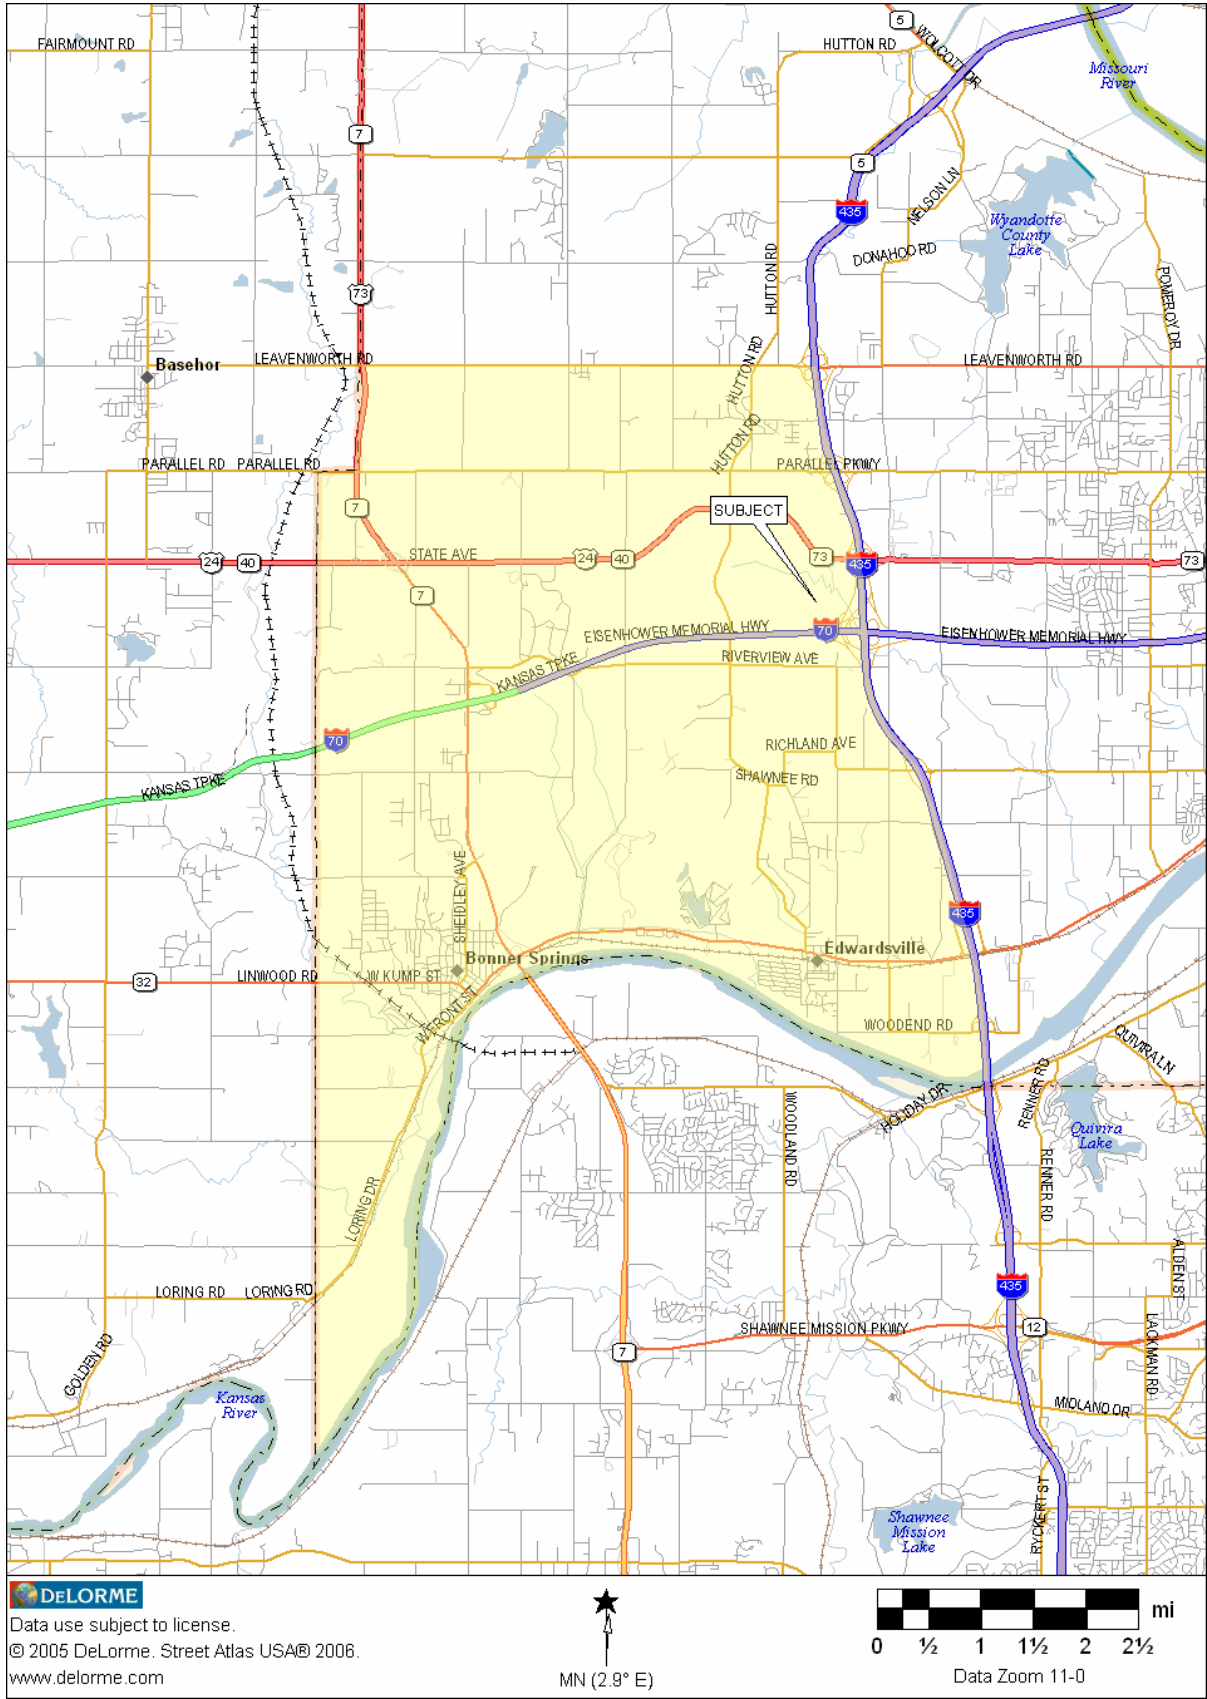 5
WOLCOTT DR
FAIRMOUNT RD
HUTTON RD
Missouri
River
7
5
NELSON LN
435
Wyandotte
County
Lake
DONAHOO RD
HUTTON RD
73
POMEROY DR
LEAVENWORTH RD
LEAVENWORTH RD
Basehor
HUTTON RD
HUTTON RD
PARALLEL RD
PARALLEL RD
PARALLEL PKWY
7
SUBJECT
STATE AVE
24
40
24
40
73
435
73
7
EISENHOWER MEMORIAL HWY
70
EISENHOWER MEMORIAL HWY
RIVERVIEW AVE
KANSAS TPKE
70
RICHLAND AVE
SHAWNEE RD
KANSAS TPKE
SHEIDLEY AVE
435
Edwardsville
Bonner Springs
32
LINWOOD RD
W KUMP ST
W FRONT ST
WOODEND RD
QUIVIRA LN
RENNER RD
HOLIDAY DR
WOODLAND RD
Quivira
Lake
RENNER RD
LORING DR
ALDEN ST
LORING RD
LORING RD
435
12
SHAWNEE MISSION PKWY
7
GOLDEN RD
LACKMAN RD
Kansas
River
MIDLAND DR
RYCKERT ST
Shawnee
Mission
Lake
DELORME
Data use subject to license.
© 2005 DeLorme. Street Atlas USA® 2006.
www.delorme.com
MN (2.9° E)
mi
0 ½ 1 1½ 2 2½
Data Zoom 11-0